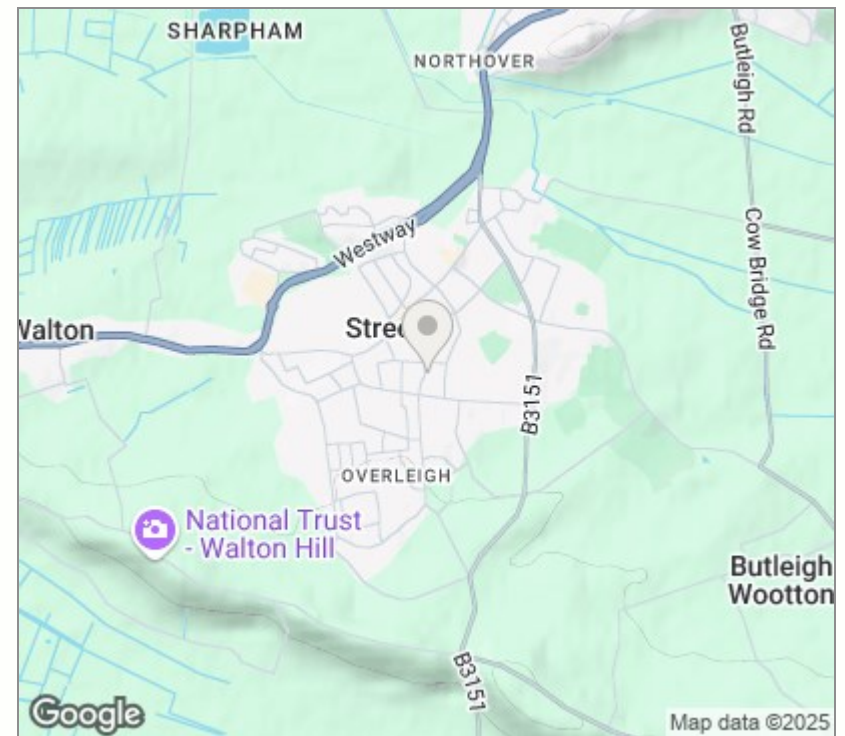 SHARPHAM
NORTHOVER
Butleigh Rd
Westway
Cow Bridge Rd
Walton
Stree
B3151
OVERLEIGH
National Trust
- Walton Hill
Butleigh
Wootton
B3151
Google
Map data ©2025